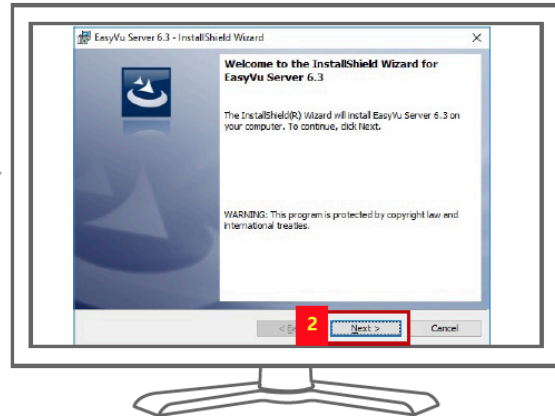 EasyVu Server 6.3 - InstallShield Wizard
Welcome to the InstallShield Wizard for
EasyVu Server 6.3
The InstallShield(R) Wizard will install EasyVu Server 6.3 on
your computer. To continue, click Next.
WARNING: This program is protected by copyright law and
international treaties.
< 2 Next > Cancel